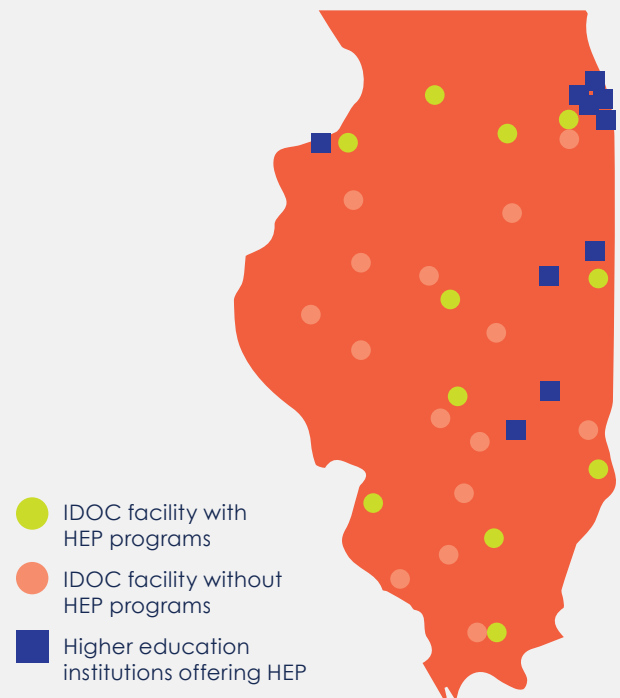 IDOC facility with
HEP programs
IDOC facility without
HEP programs
Higher education
institutions offering HEP